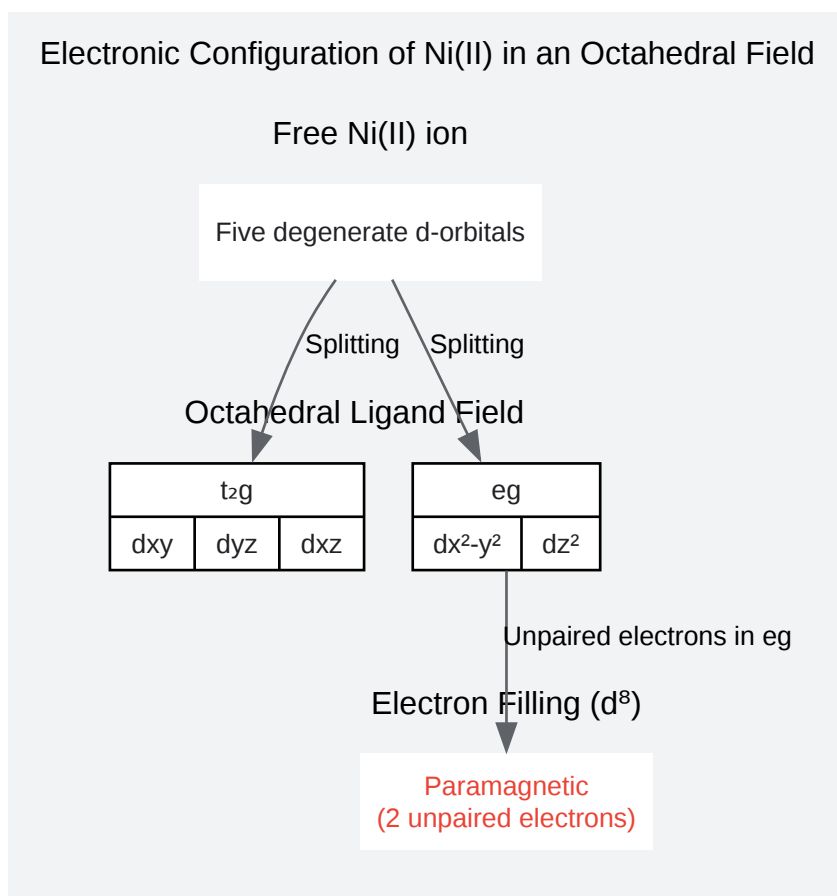 Electronic Configuration of Ni(II) in an Octahedral Field
Free Ni(II) ion
Five degenerate d-orbitals
Splitting Splitting
Octahedral Ligand Field
t₂g eg
dxy dyz dxz dx²-y² dz²
Unpaired electrons in eg
Electron Filling (d⁸)
Paramagnetic
(2 unpaired electrons)